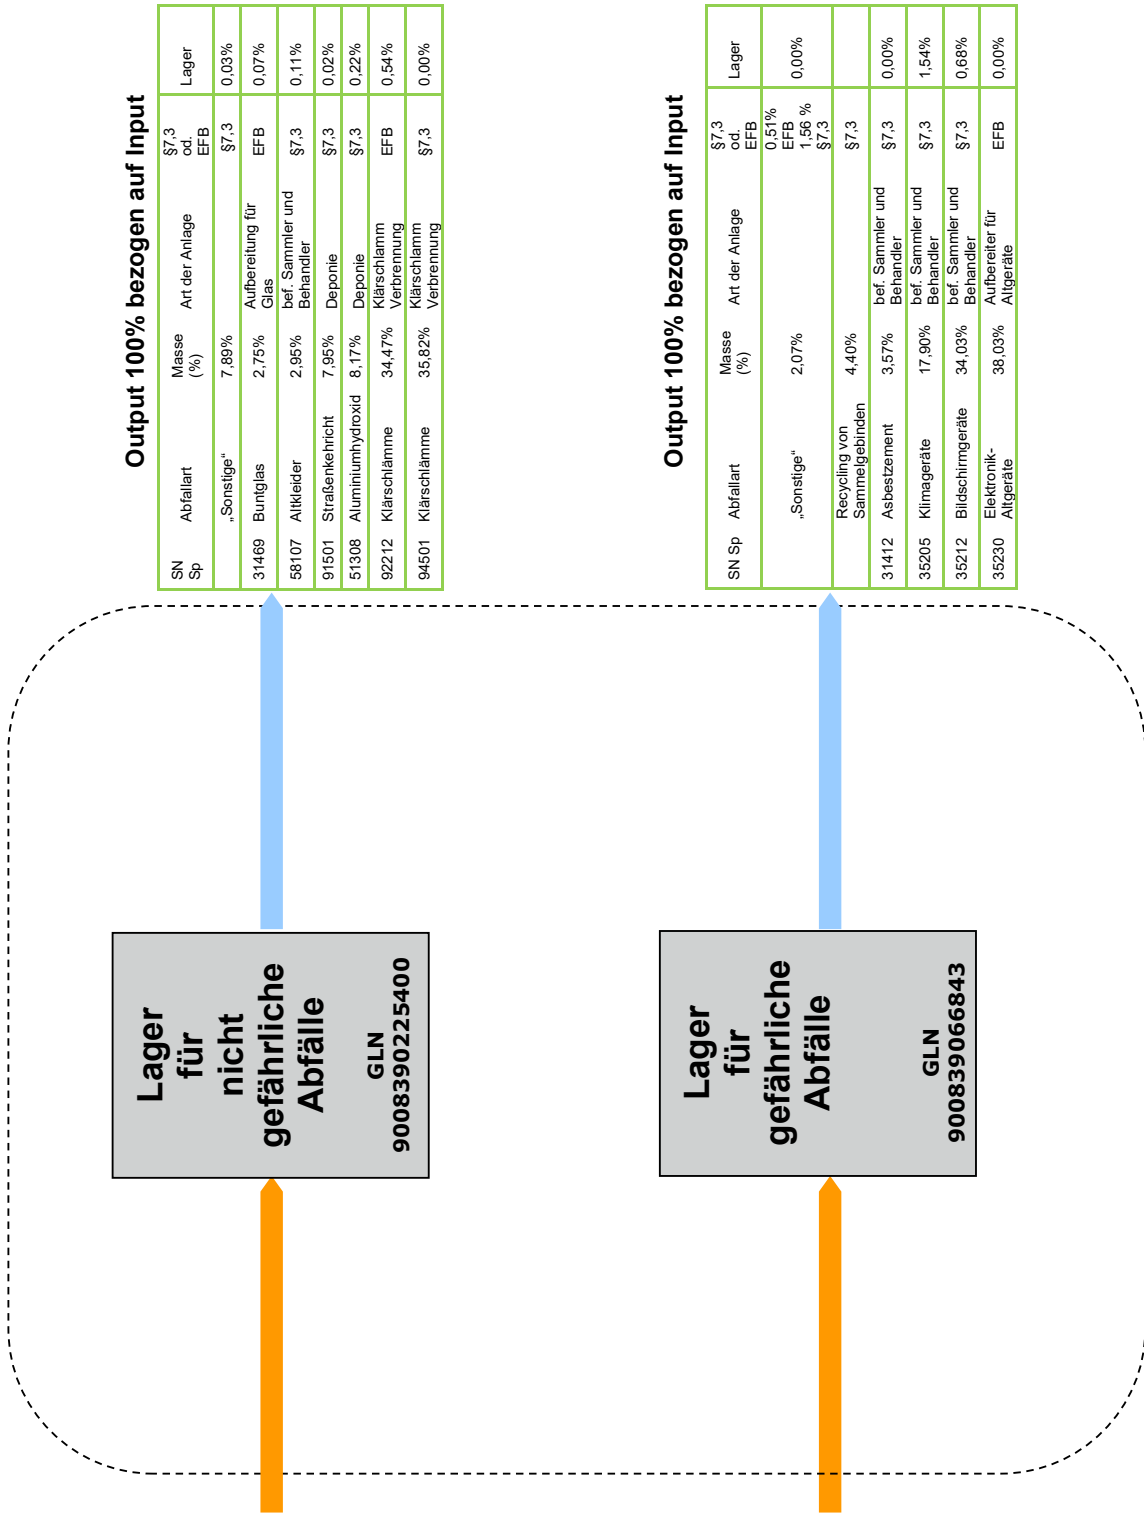 Lager
für
nicht
gefährliche
Abfälle
GLN
9008390225400
Output 100% bezogen auf Input
SN Sp Abfallart Masse (%) Art der Anlage §7,3 od. EFB Lager
„Sonstige“ 7,89% §7,3 0,03%
31469 Buntglas 2,75% Aufbereitung für Glas EFB 0,07%
58107 Altkleider 2,95% bef. Sammler und Behandler §7,3 0,11%
91501 Straßenkehricht 7,95% Deponie §7,3 0,02%
51308 Aluminiumhydroxid 8,17% Deponie §7,3 0,22%
92212 Klärschlämme 34,47% Klärschlamm Verbrennung EFB 0,54%
94501 Klärschlämme 35,82% Klärschlamm Verbrennung §7,3 0,00%
Lager
für
gefährliche
Abfälle
GLN
9008390668843
Output 100% bezogen auf Input
SN Sp Abfallart Masse (%) Art der Anlage §7,3 od. EFB Lager
„Sonstige“ 2,07% 0,51% EFB 1,56 % §7,3 0,00%
Recycling von Sammelgebinden 4,40% §7,3
31412 Asbestzement 3,57% bef. Sammler und Behandler §7,3 0,00%
35205 Klimageräte 17,90% bef. Sammler und Behandler §7,3 1,54%
35212 Bildschirmgeräte 34,03% bef. Sammler und Behandler §7,3 0,68%
35230 Elektronik-Altgeräte 38,03% Aufbereiter für Altgeräte EFB 0,00%